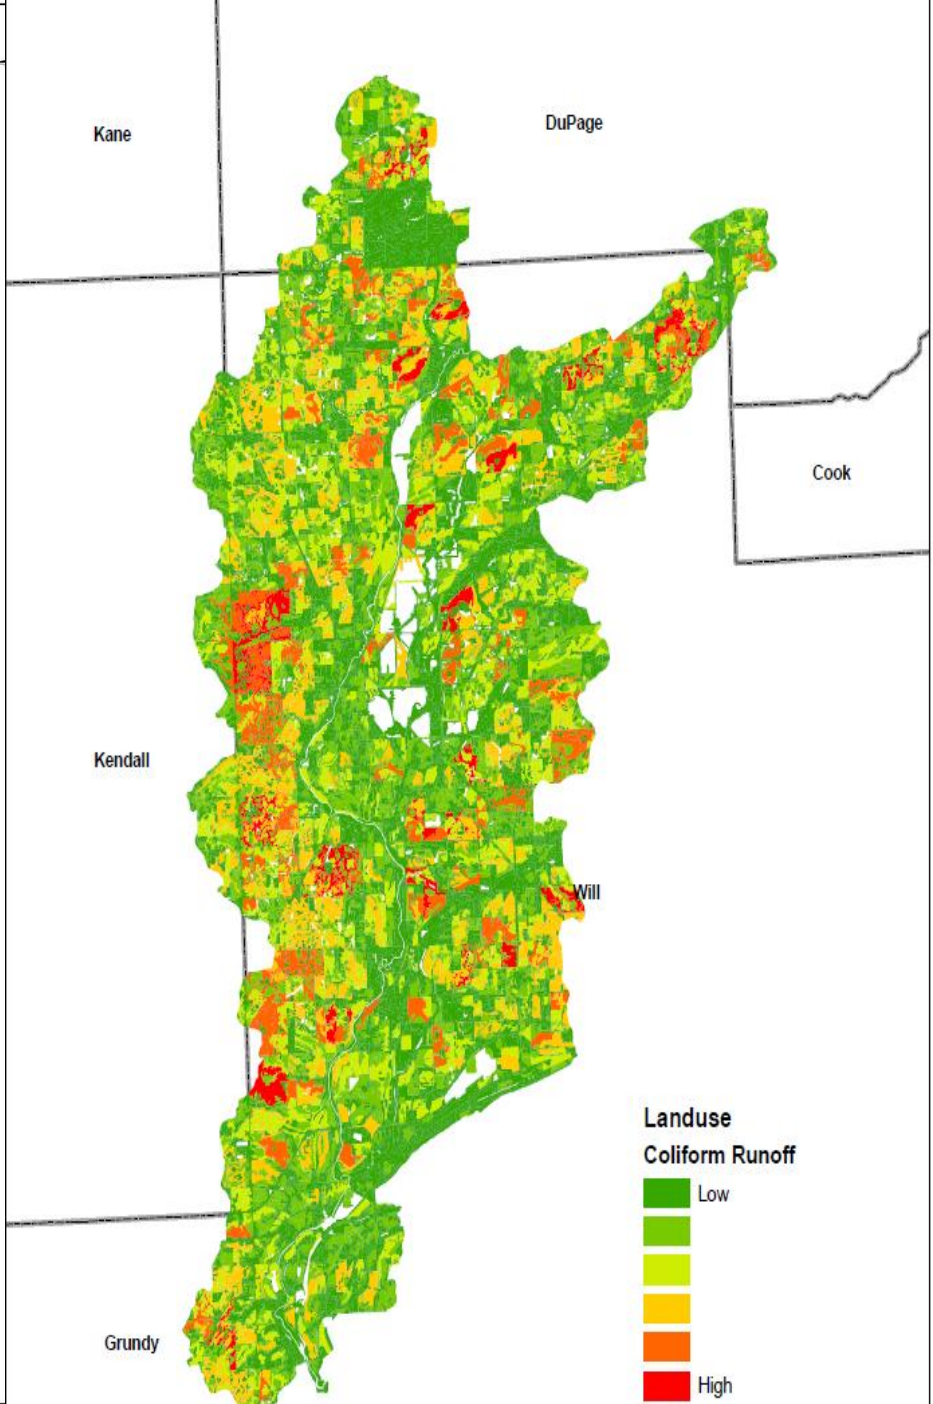 DuPage
Kane
Cook
Kendall
Will
Landuse
Coliform Runoff
Low
High
Grundy